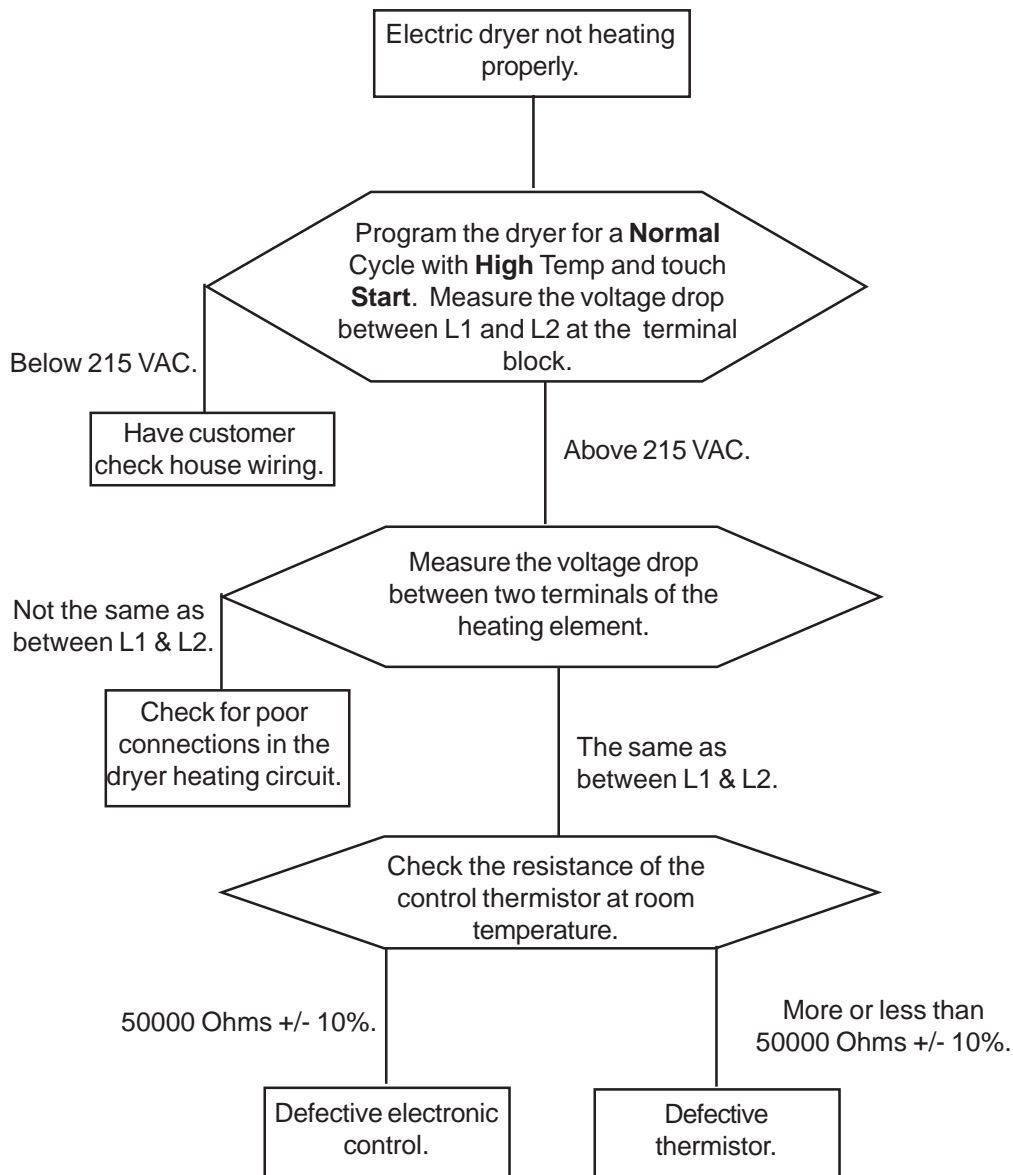 Electric dryer not heating
properly.
Program the dryer for a Normal
Cycle with High Temp and touch
Start. Measure the voltage drop
between L1 and L2 at the terminal
block.
Below 215 VAC.
Have customer
check house wiring.
Above 215 VAC.
Measure the voltage drop
between two terminals of the
heating element.
Not the same as
between L1 & L2.
Check for poor
connections in the
dryer heating circuit.
The same as
between L1 & L2.
Check the resistance of the
control thermistor at room
temperature.
50000 Ohms +/- 10%.
More or less than
50000 Ohms +/- 10%.
Defective electronic
control.
Defective
thermistor.